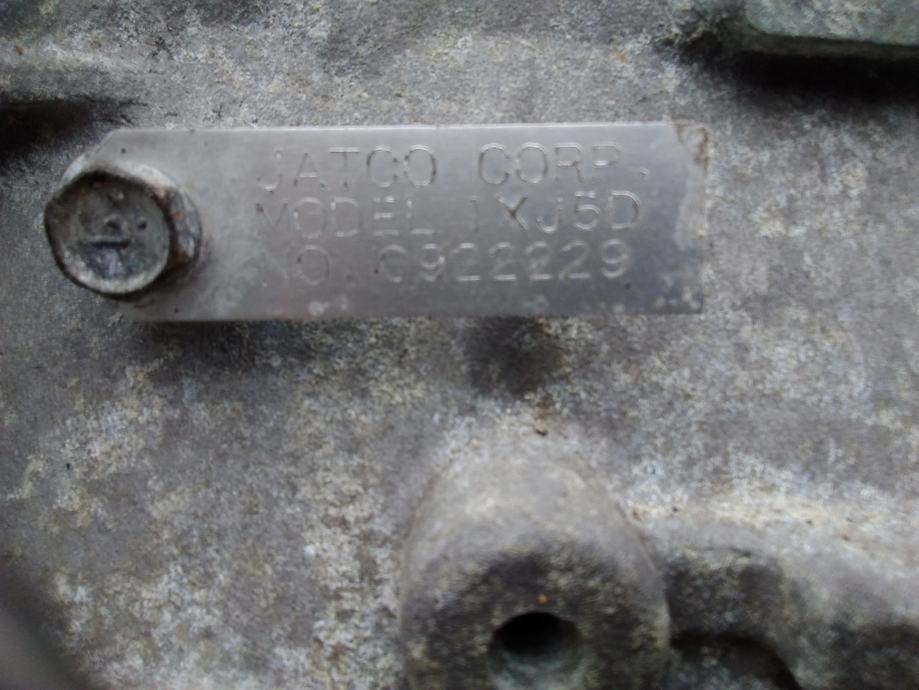 JATCO CORP.
MODEL 1XJ5D
NO. 0922229